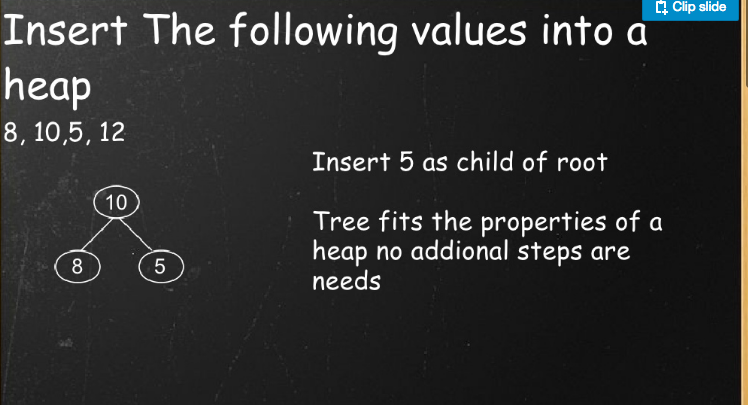 Clip slide
Insert The following values into a
heap
8, 10,5, 12
Insert 5 as child of root
Tree fits the properties of a
heap no addional steps are
needs
10
8 5